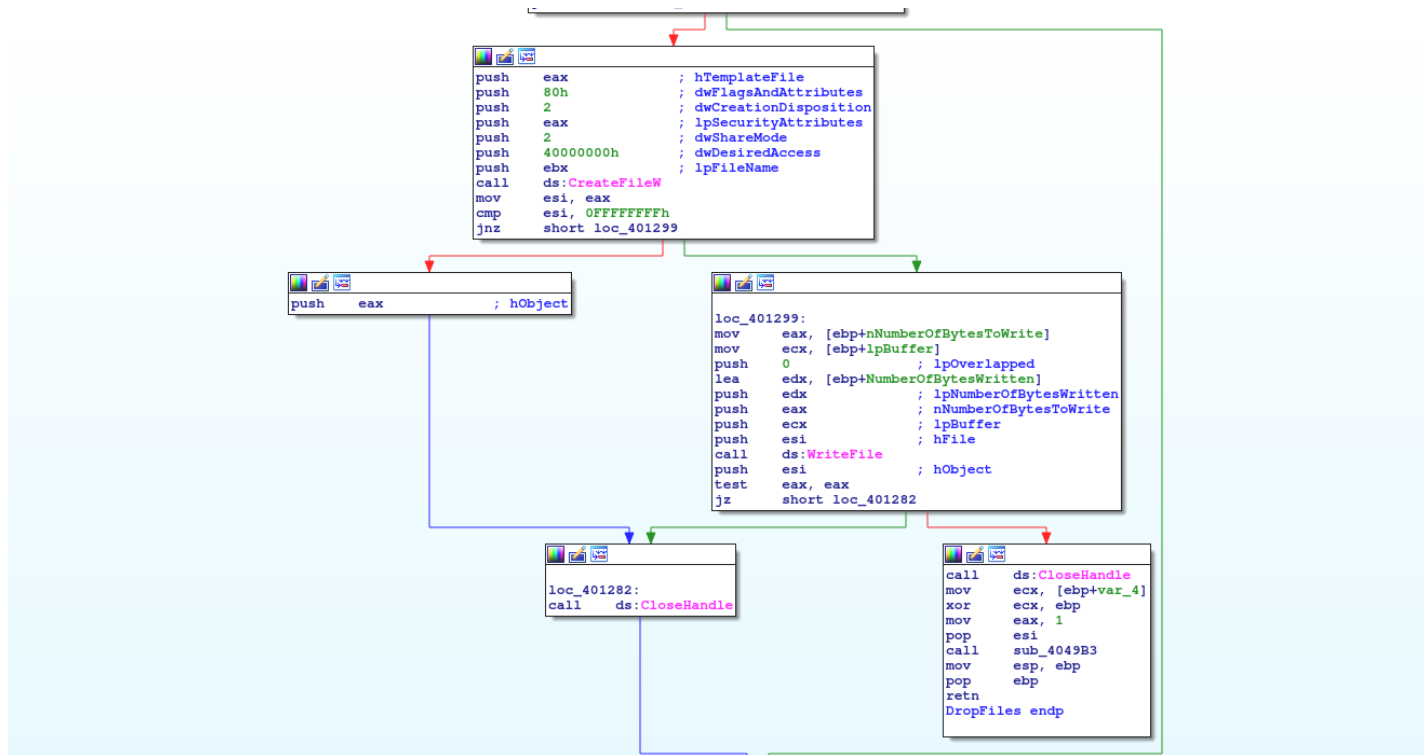 push eax ; hTemplateFile
push 80h ; dwFlagsAndAttributes
push 2 ; dwCreationDisposition
push eax ; lpSecurityAttributes
push 2 ; dwShareMode
push 40000000h ; dwDesiredAccess
push ebx ; lpFileName
call ds:CreateFileW
mov esi, eax
cmp esi, 0FFFFFFFFh
jnz short loc_401299
push eax ; hObject
loc_401299:
mov eax, [ebp+nNumberOfBytesToWrite]
mov ecx, [ebp+lpBuffer]
push 0 ; lpOverlapped
lea edx, [ebp+NumberOfBytesWritten]
push edx ; lpNumberOfBytesWritten
push eax ; nNumberOfBytesToWrite
push ecx ; lpBuffer
push esi ; hFile
call ds:WriteFile
push esi ; hObject
test eax, eax
jz short loc_401282
loc_401282:
call ds:CloseHandle
call ds:CloseHandle
mov ecx, [ebp+var_4]
xor ecx, ebp
mov eax, 1
pop esi
call sub_4049B3
mov esp, ebp
pop ebp
retn
DropFiles endp